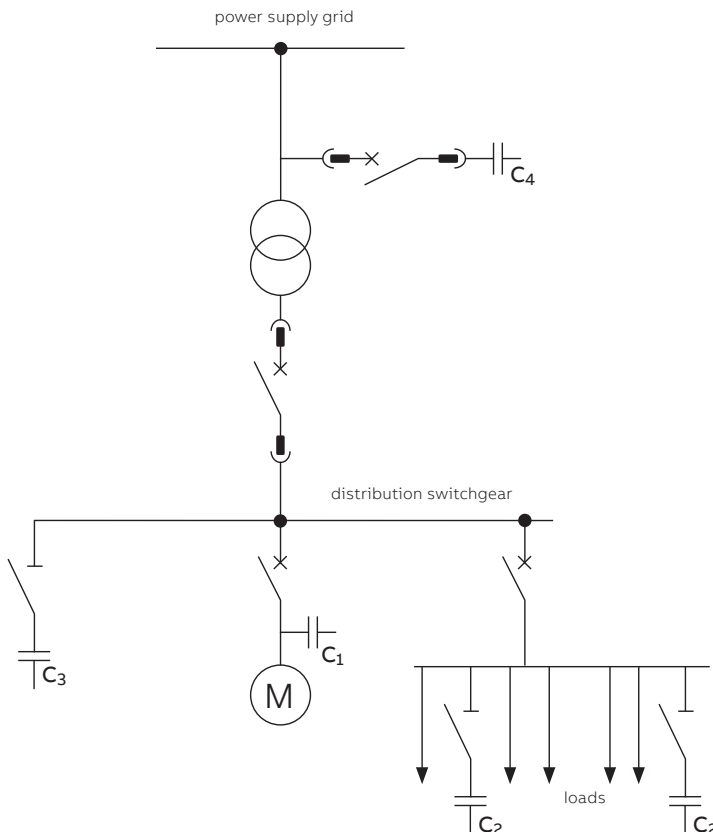 power supply grid
C4
distribution switchgear
C3
C1
M
loads
C2
C2